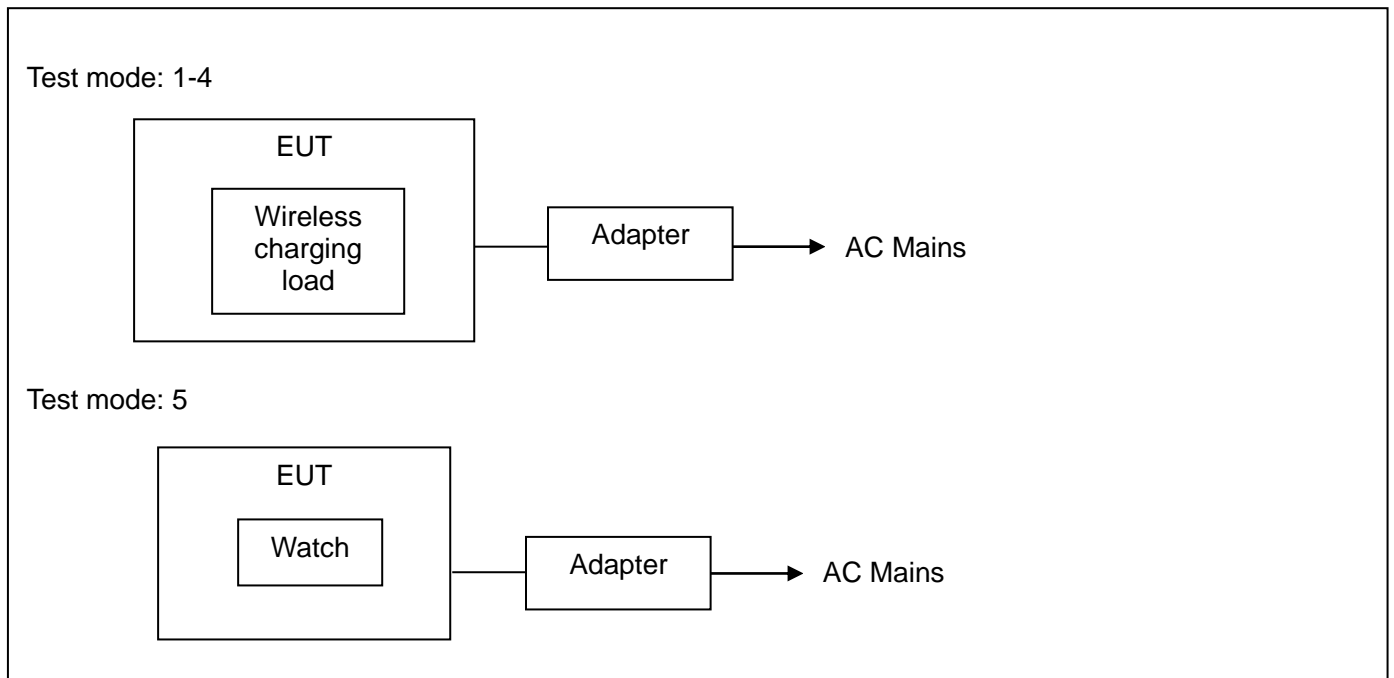 Test mode: 1-4
EUT
Wireless
charging
load
Adapter
AC Mains
Test mode: 5
EUT
Watch
Adapter
AC Mains